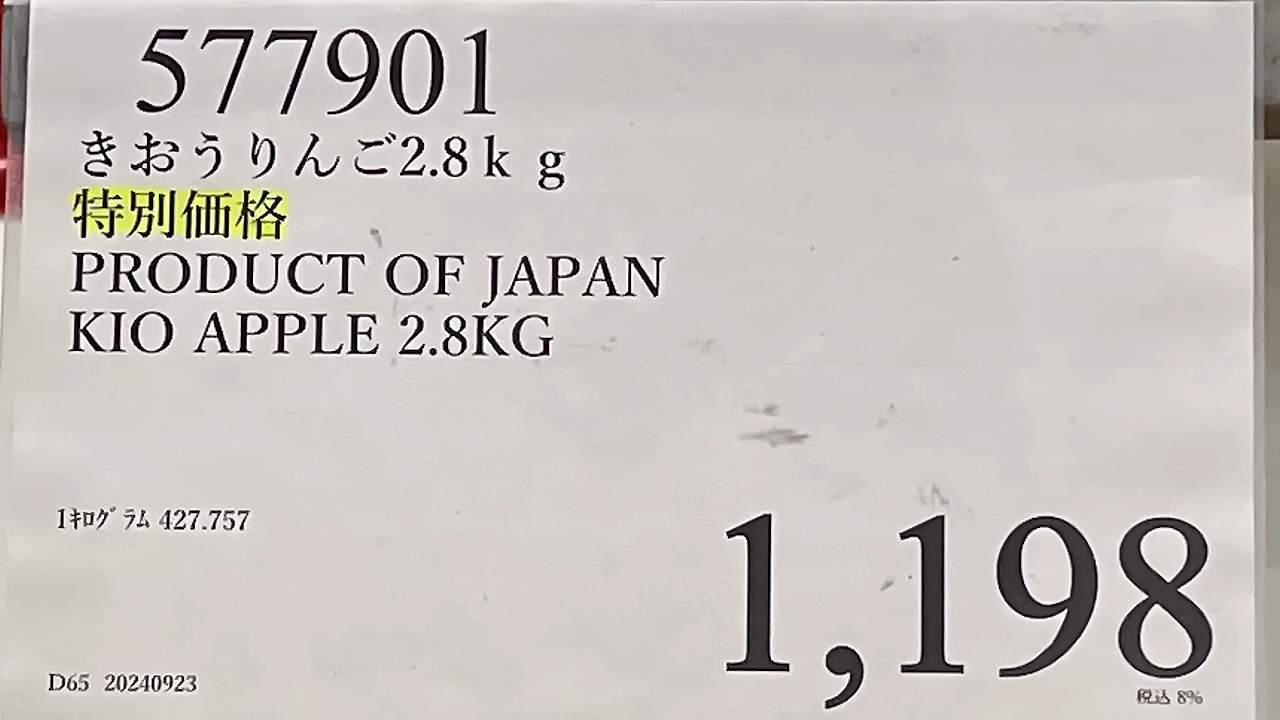 577901
きおうりんご2.8ｋｇ
特別価格
PRODUCT OF JAPAN
KIO APPLE 2.8KG
1ｷﾛｸﾞﾗﾑ 427.757
1,198
税込 8%
D65 20240923